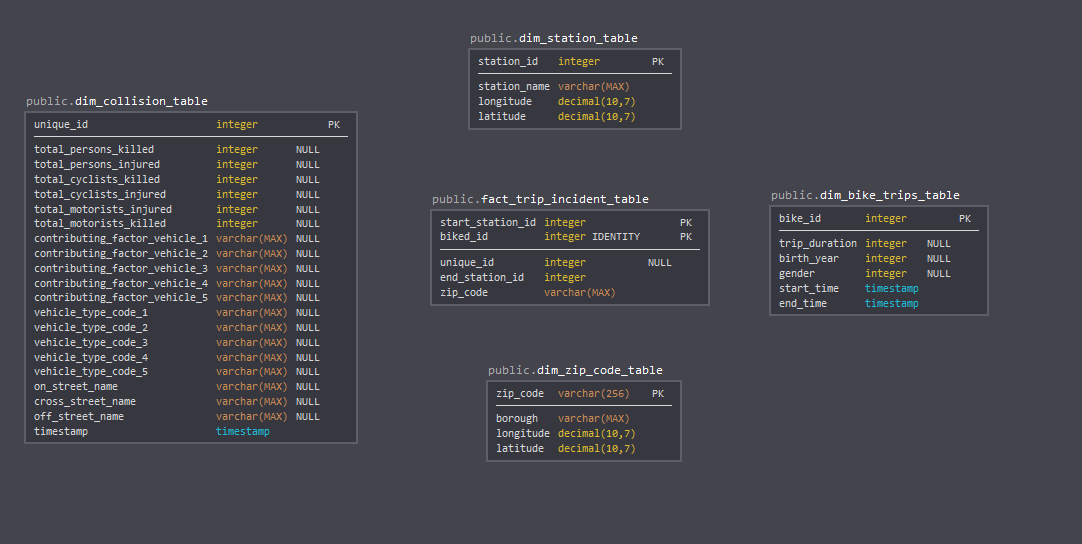 public.dim_station_table
station_id integer PK
station_name varchar(MAX)
longitude decimal(10,7)
latitude decimal(10,7)
public.dim_collision_table
unique_id integer PK
total_persons_killed integer NULL
total_persons_injured integer NULL
total_cyclists_killed integer NULL
total_cyclists_injured integer NULL
total_motorists_injured integer NULL
total_motorists_killed integer NULL
contributing_factor_vehicle_1 varchar(MAX) NULL
contributing_factor_vehicle_2 varchar(MAX) NULL
contributing_factor_vehicle_3 varchar(MAX) NULL
contributing_factor_vehicle_4 varchar(MAX) NULL
contributing_factor_vehicle_5 varchar(MAX) NULL
vehicle_type_code_1 varchar(MAX) NULL
vehicle_type_code_2 varchar(MAX) NULL
vehicle_type_code_3 varchar(MAX) NULL
vehicle_type_code_4 varchar(MAX) NULL
vehicle_type_code_5 varchar(MAX) NULL
on_street_name varchar(MAX) NULL
cross_street_name varchar(MAX) NULL
off_street_name varchar(MAX) NULL
timestamp timestamp
public.fact_trip_incident_table
start_station_id integer PK
biked_id integer IDENTITY PK
unique_id integer NULL
end_station_id integer
zip_code varchar(MAX)
public.dim_bike_trips_table
bike_id integer PK
trip_duration integer NULL
birth_year integer NULL
gender integer NULL
start_time timestamp
end_time timestamp
public.dim_zip_code_table
zip_code varchar(256) PK
borough varchar(MAX)
longitude decimal(10,7)
latitude decimal(10,7)